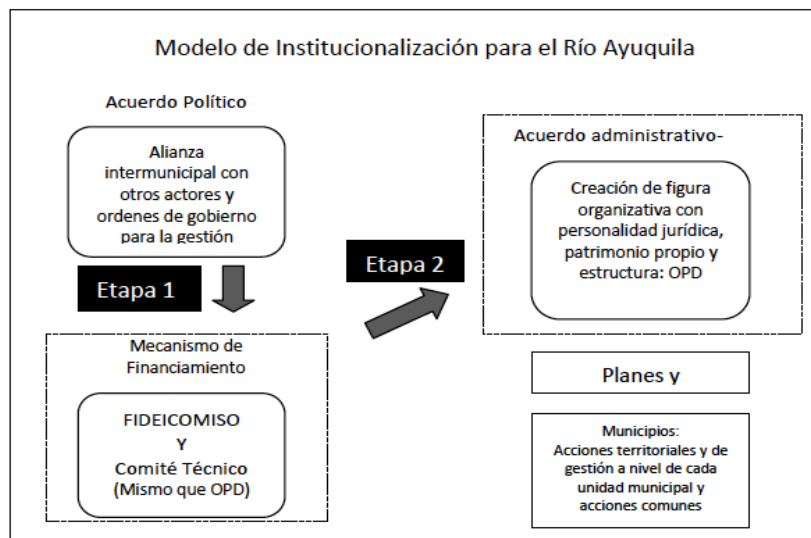 Modelo de Institucionalización para el Río Ayuquila
Acuerdo Político
Alianza
intermunicipal con
otros actores y
ordenes de gobierno
para la gestión
Etapa 1
Mecanismo de
Financiamiento
FIDEICOMISO
Y
Comité Técnico
(Mismo que OPD)
Etapa 2
Acuerdo administrativo-
Creación de figura
organizativa con
personalidad jurídica,
patrimonio propio y
estructura: OPD
Planes y
Municipios:
Acciones territoriales y de
gestión a nivel de cada
unidad municipal y
acciones comunes